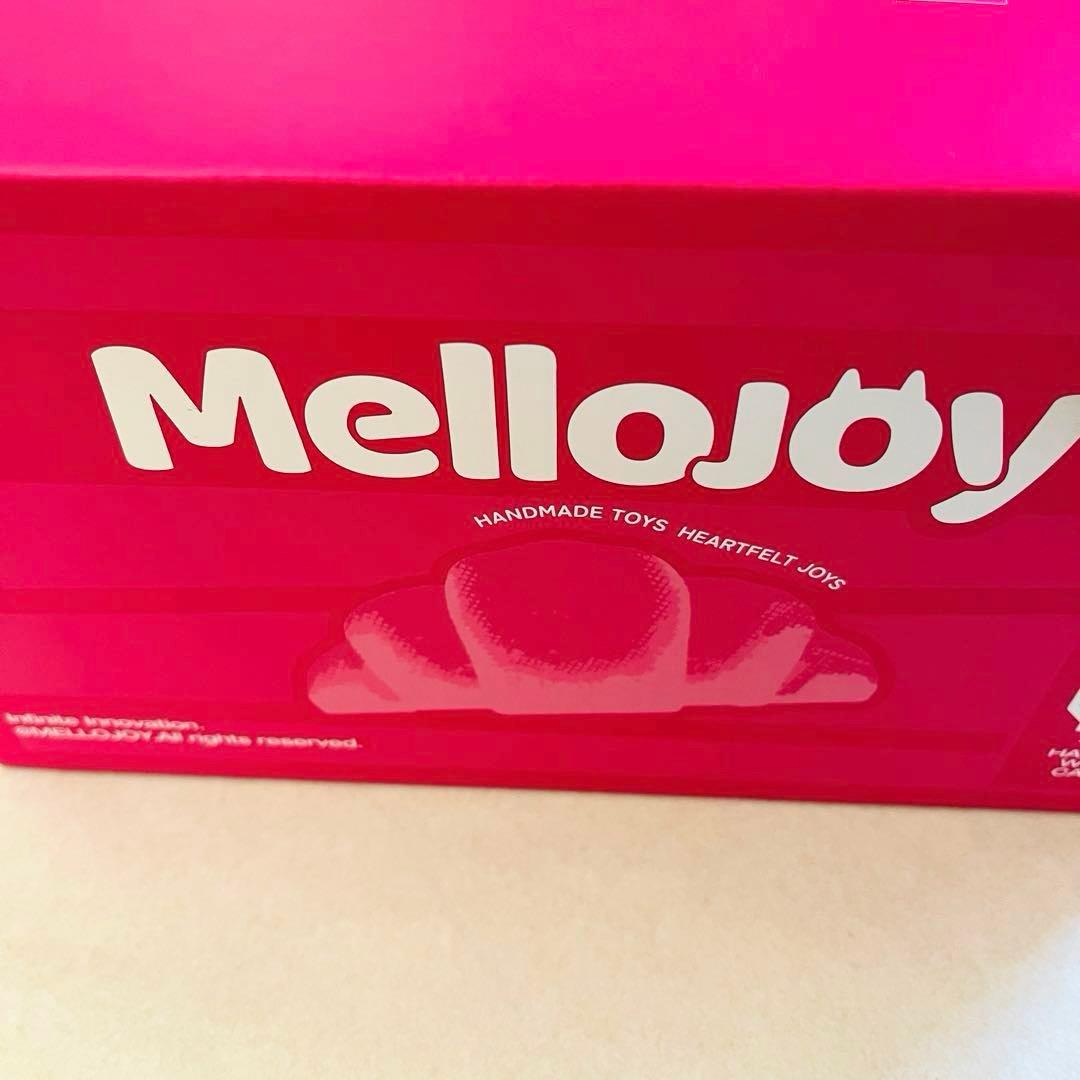 Mellojoy
HANDMADE TOYS HEARTFELT JOYS
Infinite Innovation.
©MELLOJOY.All rights reserved.